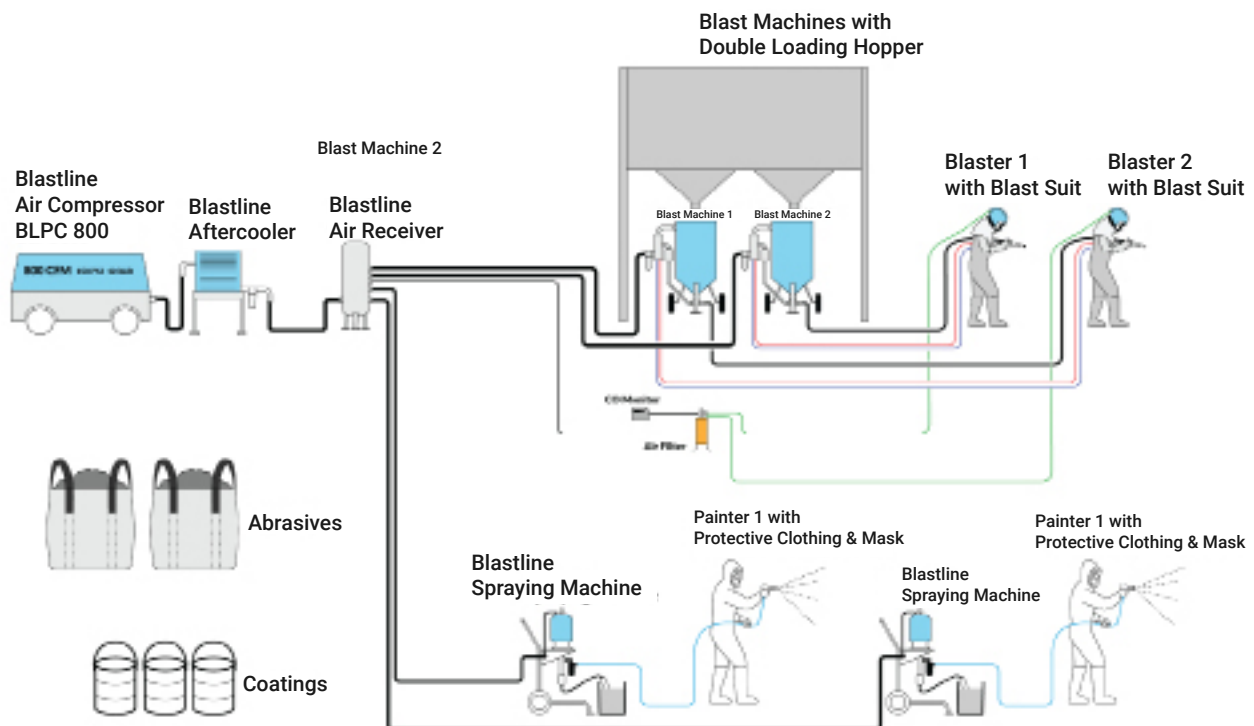 Blast Machines with
Double Loading Hopper
Blast Machine 2
Blastline
Air Compressor
BLPC 800
Blastline
Aftercooler
Blastline
Air Receiver
Blast Machine 1
Blast Machine 2
Blaster 1
with Blast Suit
Blaster 2
with Blast Suit
800 CFM
CO Monitor
Air Filter
Abrasives
Painter 1 with
Protective Clothing & Mask
Painter 1 with
Protective Clothing & Mask
Blastline
Spraying Machine
Blastline
Spraying Machine
Coatings